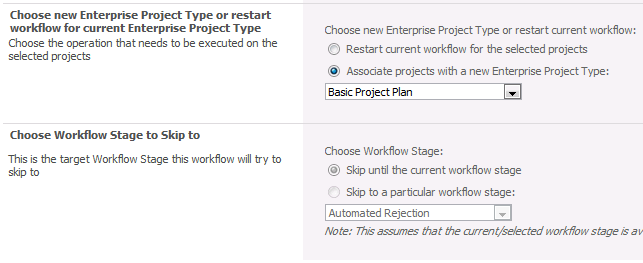 Choose new Enterprise Project Type or restart
workflow for current Enterprise Project Type
Choose the operation that needs to be executed on the
selected projects
Choose new Enterprise Project Type or restart current workflow:
Restart current workflow for the selected projects
Associate projects with a new Enterprise Project Type:
Basic Project Plan
Choose Workflow Stage to Skip to
This is the target Workflow Stage this workflow will try to
skip to
Choose Workflow Stage:
Skip until the current workflow stage
Skip to a particular workflow stage:
Automated Rejection
Note: This assumes that the current/selected workflow stage is av